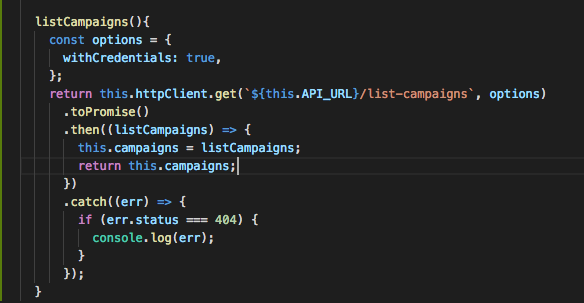 listCampaigns(){
const options = {
withCredentials: true,
};
return this.httpClient.get(`${this.API_URL}/list-campaigns`, options)
.toPromise()
.then((listCampaigns) => {
this.campaigns = listCampaigns;
return this.campaigns;
})
.catch((err) => {
if (err.status === 404) {
console.log(err);
}
});
}